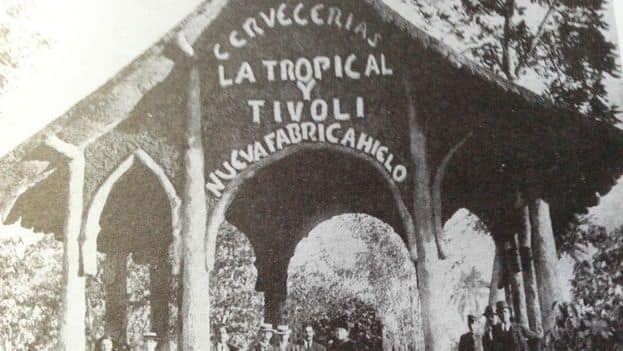 CERVECERIAS
LA TROPICAL
Y
TIVOLI
NUEVA FABRICA HIELO